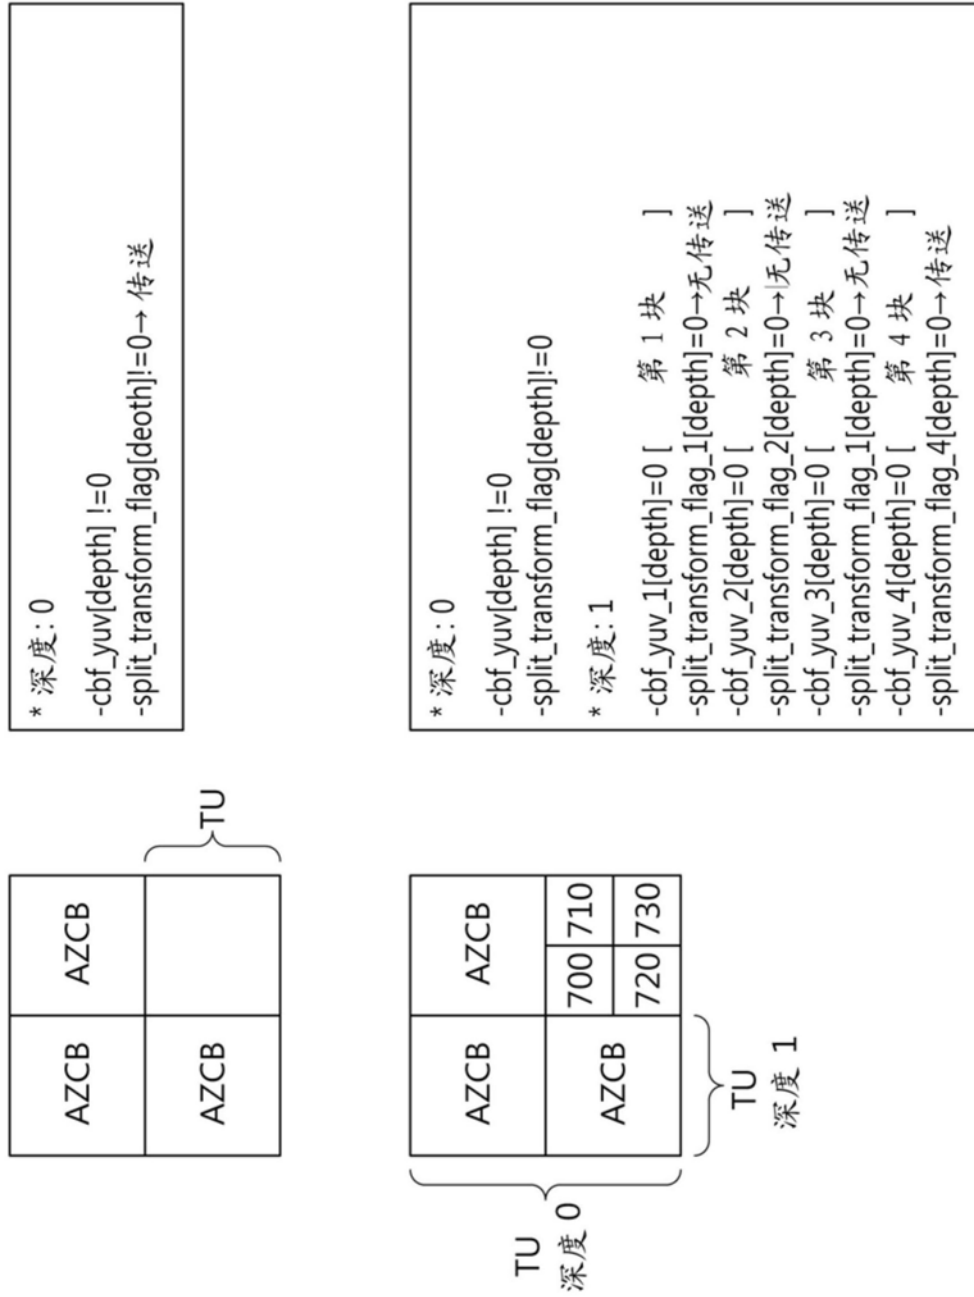 AZCB AZCB
AZCB
TU
* 深度: 0
-cbf_yuv[depth] !=0
-split_transform_flag[deoth]!=0→ 传送
TU
深度 0
AZCB AZCB
AZCB
700 710
720 730
TU
深度 1
* 深度: 0
-cbf_yuv[depth] !=0
-split_transform_flag[depth]!=0
* 深度: 1
-cbf_yuv_1[depth]=0 [ 第 1 块 ]
-split_transform_flag_1[depth]=0→无传送
-cbf_yuv_2[depth]=0 [ 第 2 块 ]
-split_transform_flag_2[depth]=0→无传送
-cbf_yuv_3[depth]=0 [ 第 3 块 ]
-split_transform_flag_1[depth]=0→无传送
-cbf_yuv_4[depth]=0 [ 第 4 块 ]
-split_transform_flag_4[depth]=0→传送